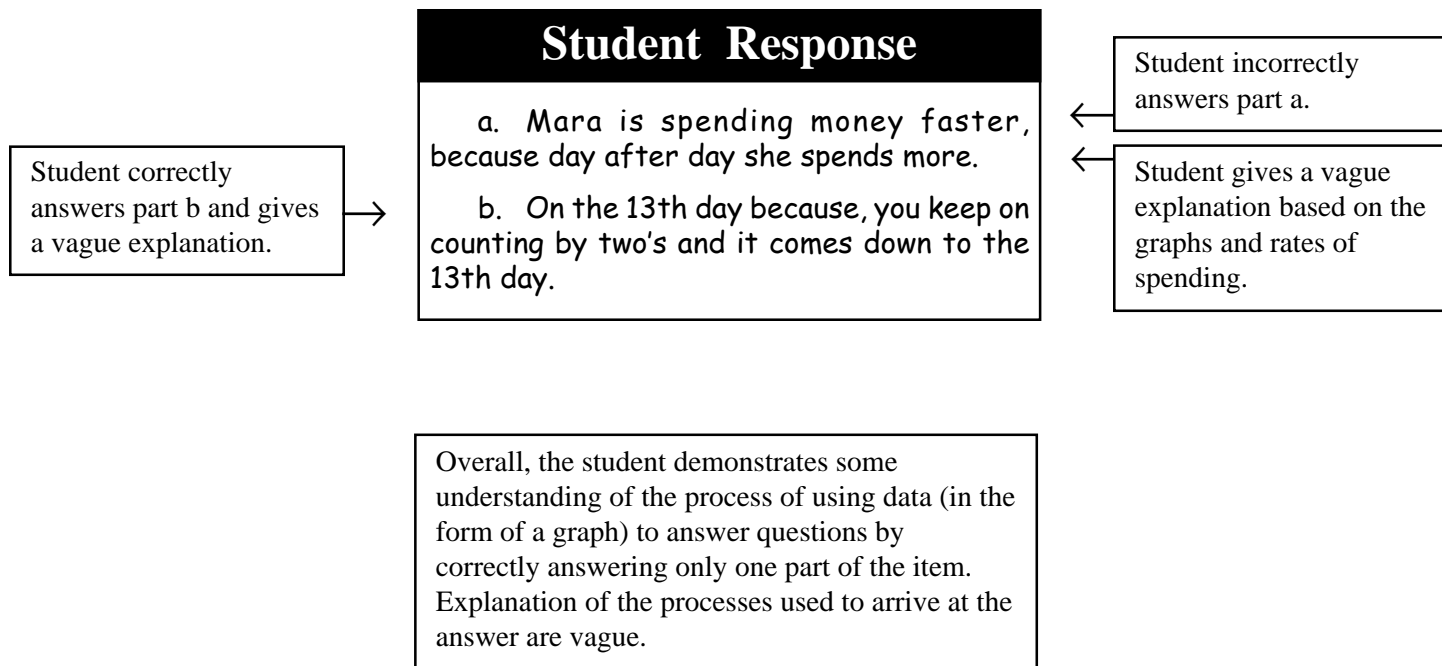 Student Response
a. Mara is spending money faster,
because day after day she spends more.
b. On the 13th day because, you keep on
counting by two's and it comes down to the
13th day.
Student correctly
answers part b and gives
a vague explanation.
Student incorrectly
answers part a.
Student gives a vague
explanation based on the
graphs and rates of
spending.
Overall, the student demonstrates some
understanding of the process of using data (in the
form of a graph) to answer questions by
correctly answering only one part of the item.
Explanation of the processes used to arrive at the
answer are vague.